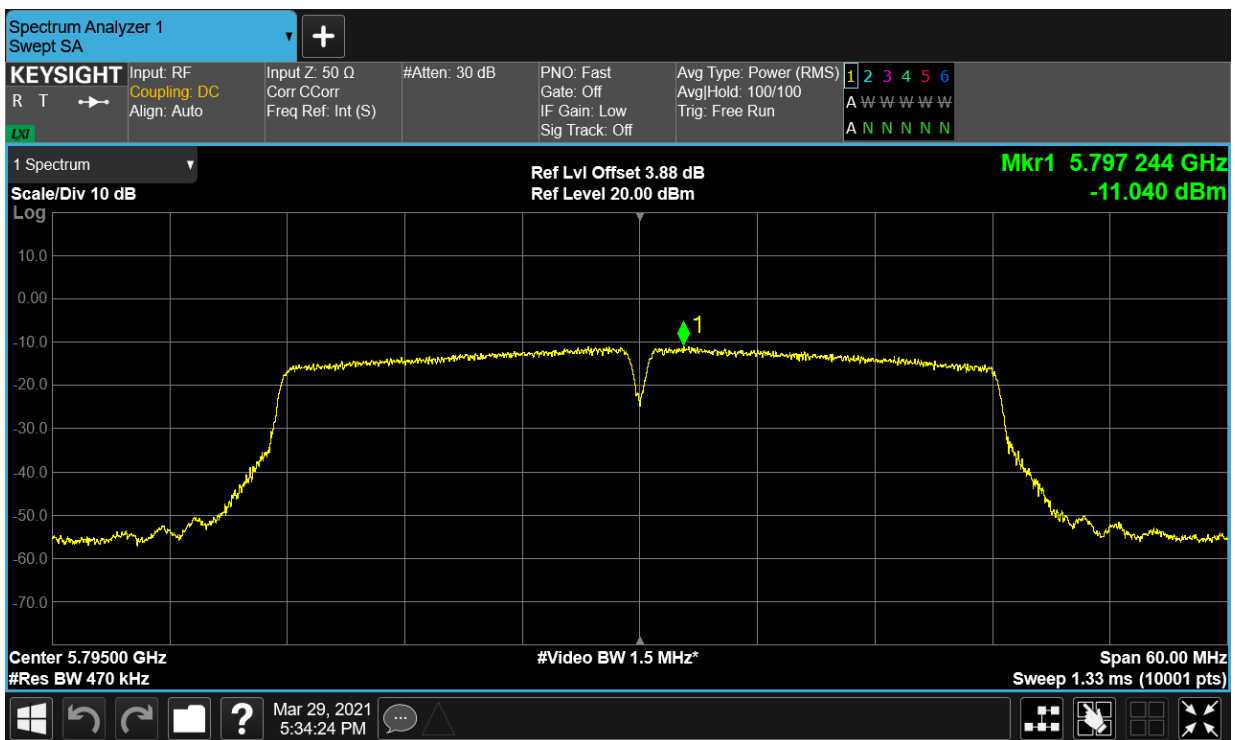 Spectrum Analyzer 1
Swept SA
KEYSIGHT
R T
LXI
Input: RF
Coupling: DC
Align: Auto
Input Z: 50 Ω
Corr CCorr
Freq Ref: Int (S)
#Atten: 30 dB
PNO: Fast
Gate: Off
IF Gain: Low
Sig Track: Off
Avg Type: Power (RMS)
Avg|Hold: 100/100
Trig: Free Run
1 2 3 4 5 6
A W W W W W
A N N N N N
1 Spectrum
Scale/Div 10 dB
Log
Ref Lvl Offset 3.88 dB
Ref Level 20.00 dBm
Mkr1 5.797 244 GHz
-11.040 dBm
10.0
0.00
-10.0
-20.0
-30.0
-40.0
-50.0
-60.0
-70.0
1
Center 5.79500 GHz
#Res BW 470 kHz
#Video BW 1.5 MHz*
Span 60.00 MHz
Sweep 1.33 ms (10001 pts)
?
Mar 29, 2021
5:34:24 PM